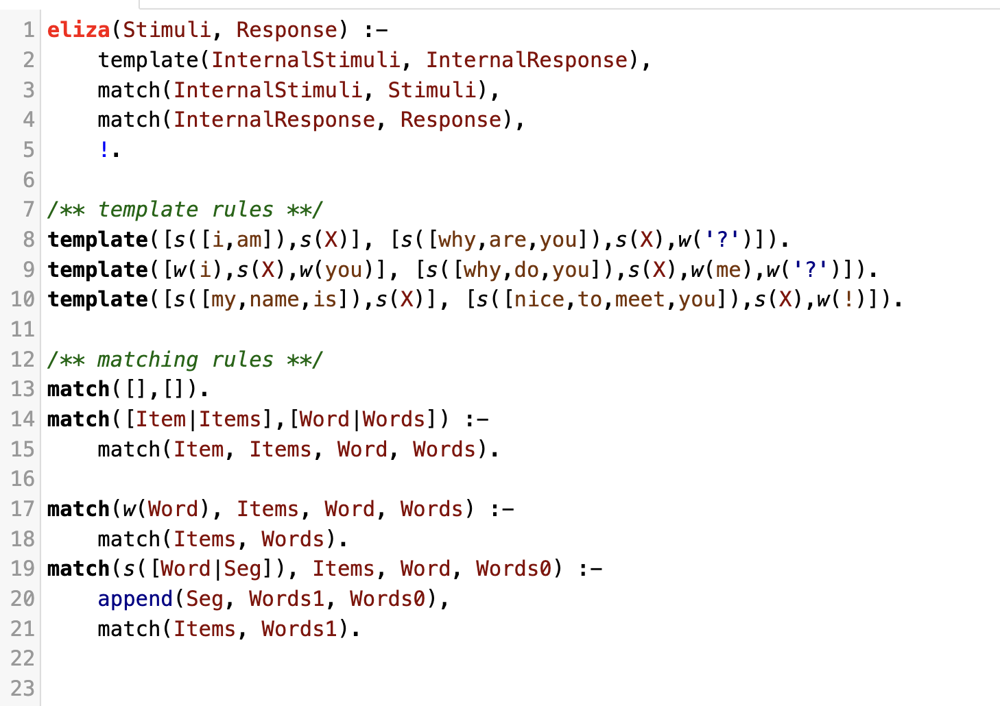 1 eliza(Stimuli, Response) :-
2     template(InternalStimuli, InternalResponse),
3     match(InternalStimuli, Stimuli),
4     match(InternalResponse, Response),
5     !.
6
7 /** template rules **/
8 template([s([i,am]),s(X)], [s([why,are,you]),s(X),w('?')]).
9 template([w(i),s(X),w(you)], [s([why,do,you]),s(X),w(me),w('?')]).
10 template([s([my,name,is]),s(X)], [s([nice,to,meet,you]),s(X),w(!)]).
11
12 /** matching rules **/
13 match([],[]).
14 match([Item|Items],[Word|Words]) :-
15     match(Item, Items, Word, Words).
16
17 match(w(Word), Items, Word, Words) :-
18     match(Items, Words).
19 match(s([Word|Seg]), Items, Word, Words0) :-
20     append(Seg, Words1, Words0),
21     match(Items, Words1).
22
23